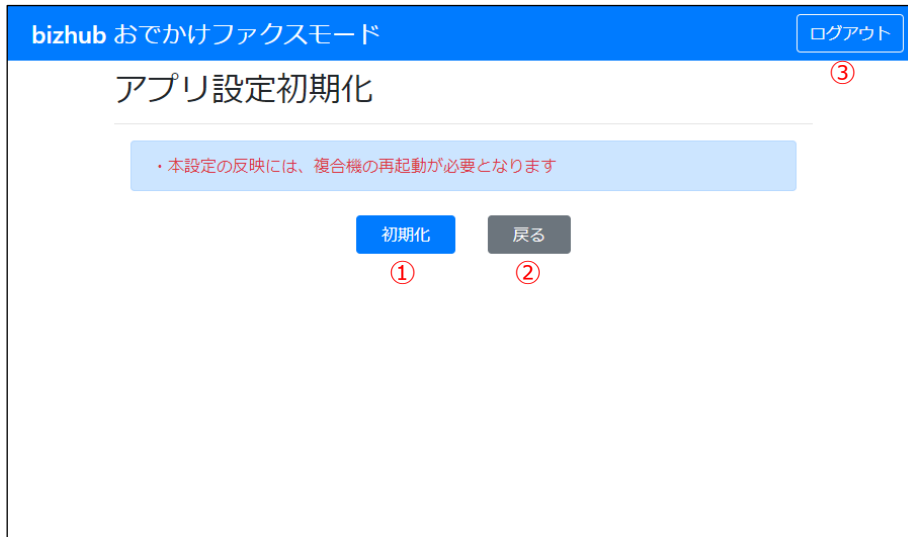 bizhub おでかけファクスモード ログアウト
③
アプリ設定初期化
・本設定の反映には、複合機の再起動が必要となります
初期化 戻る
① ②